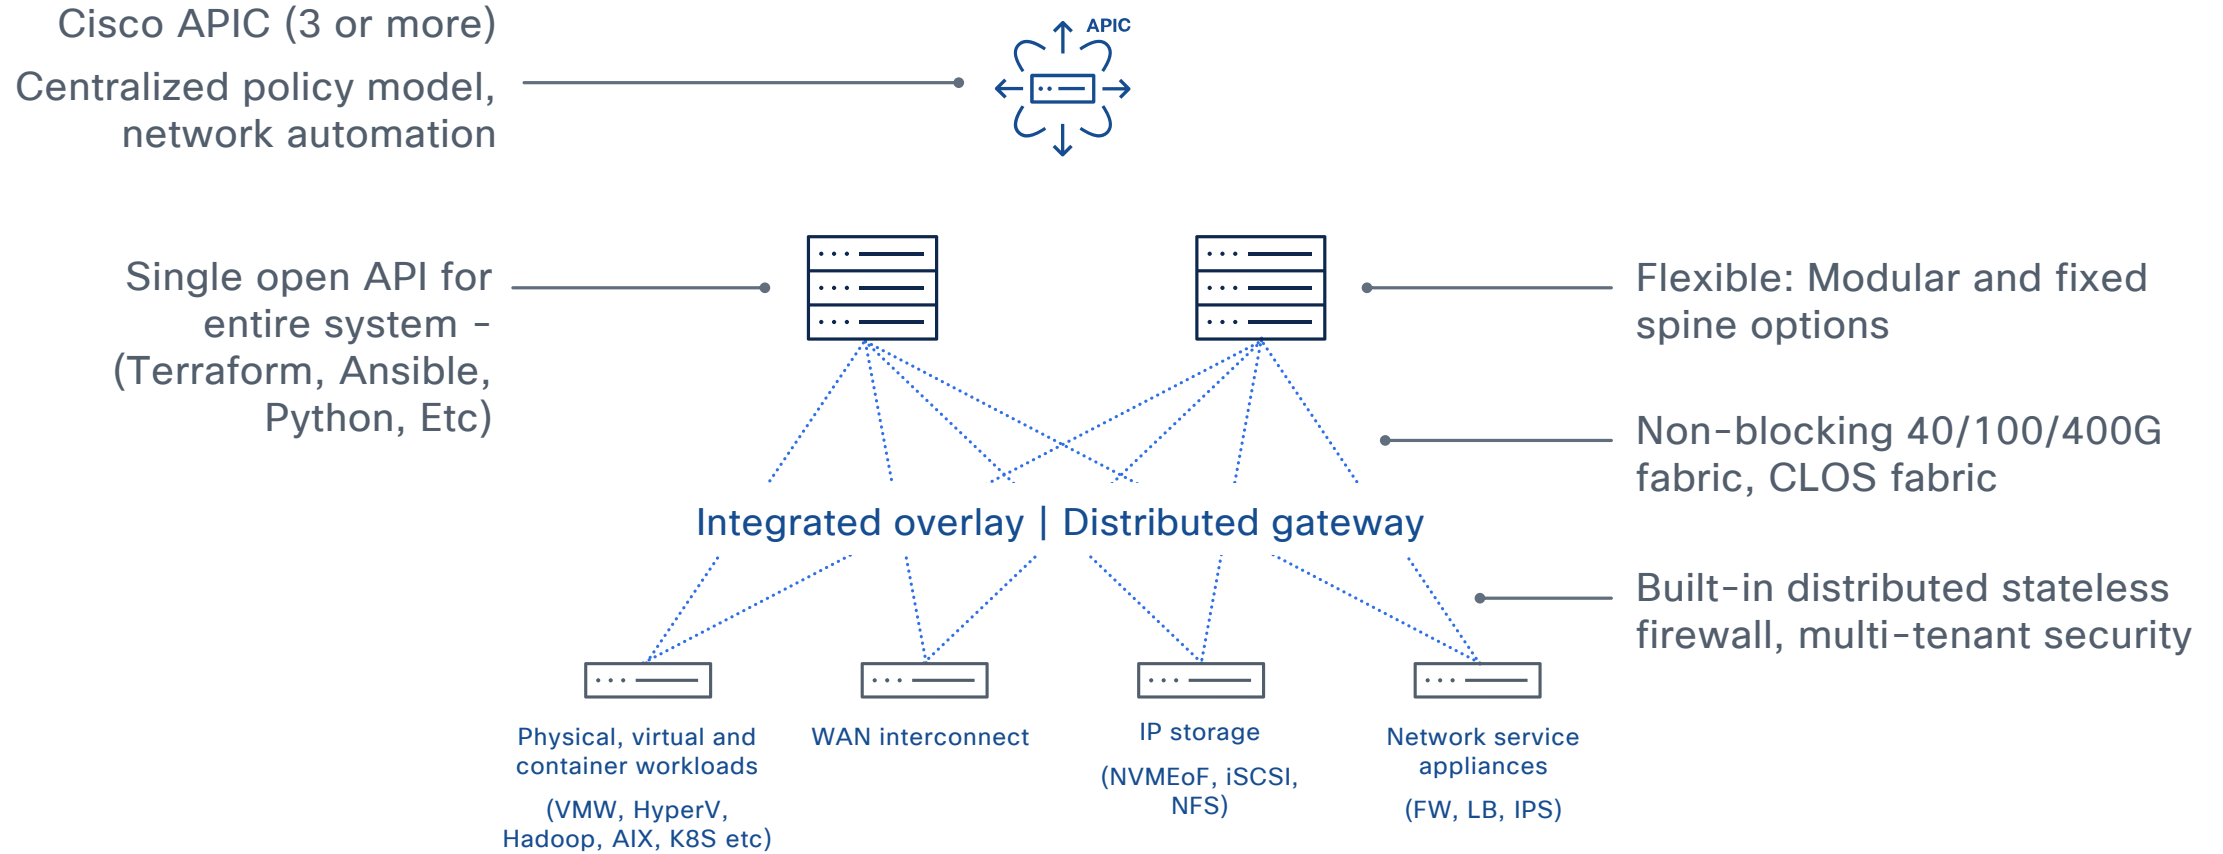 Cisco APIC (3 or more)
Centralized policy model,
network automation
APIC
Single open API for
entire system -
(Terraform, Ansible,
Python, Etc)
Flexible: Modular and fixed
spine options
Non-blocking 40/100/400G
fabric, CLOS fabric
Integrated overlay | Distributed gateway
Built-in distributed stateless
firewall, multi-tenant security
Physical, virtual and
container workloads
(VMW, HyperV,
Hadoop, AIX, K8S etc)
WAN interconnect
IP storage
(NVMEoF, iSCSI,
NFS)
Network service
appliances
(FW, LB, IPS)